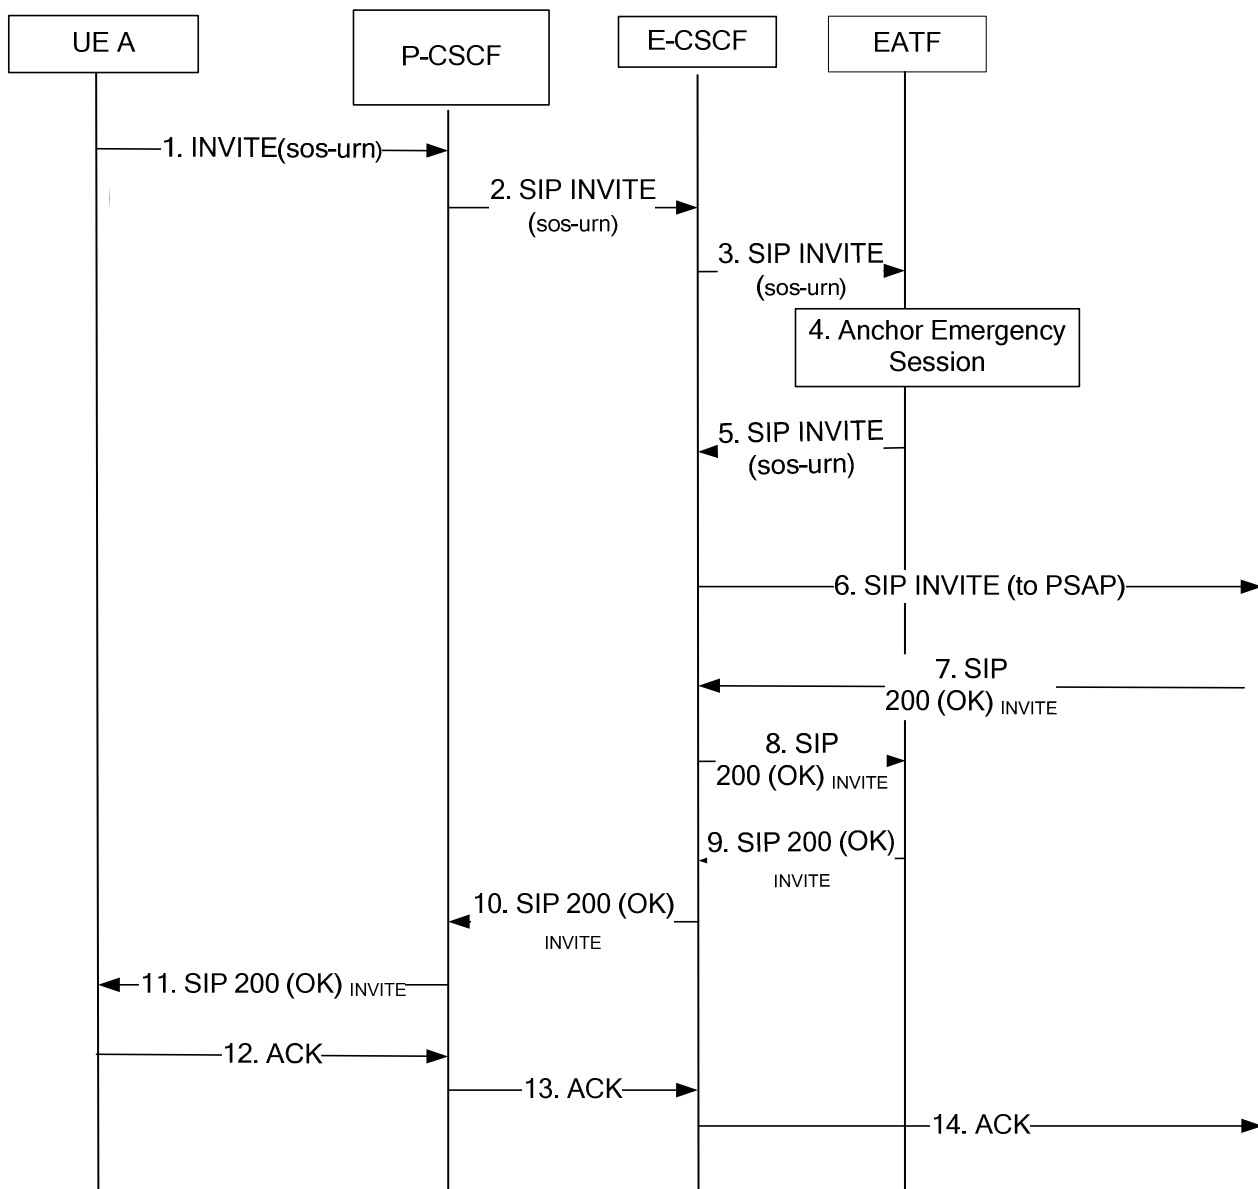 UE A
P-CSCF
E-CSCF
EATF
1. INVITE(sos-urn)
2. SIP INVITE
(sos-urn)
3. SIP INVITE
(sos-urn)
4. Anchor Emergency
Session
5. SIP INVITE
(sos-urn)
6. SIP INVITE (to PSAP)
7. SIP
200 (OK) INVITE
8. SIP
200 (OK) INVITE
9. SIP 200 (OK)
INVITE
10. SIP 200 (OK)
INVITE
11. SIP 200 (OK) INVITE
12. ACK
13. ACK
14. ACK